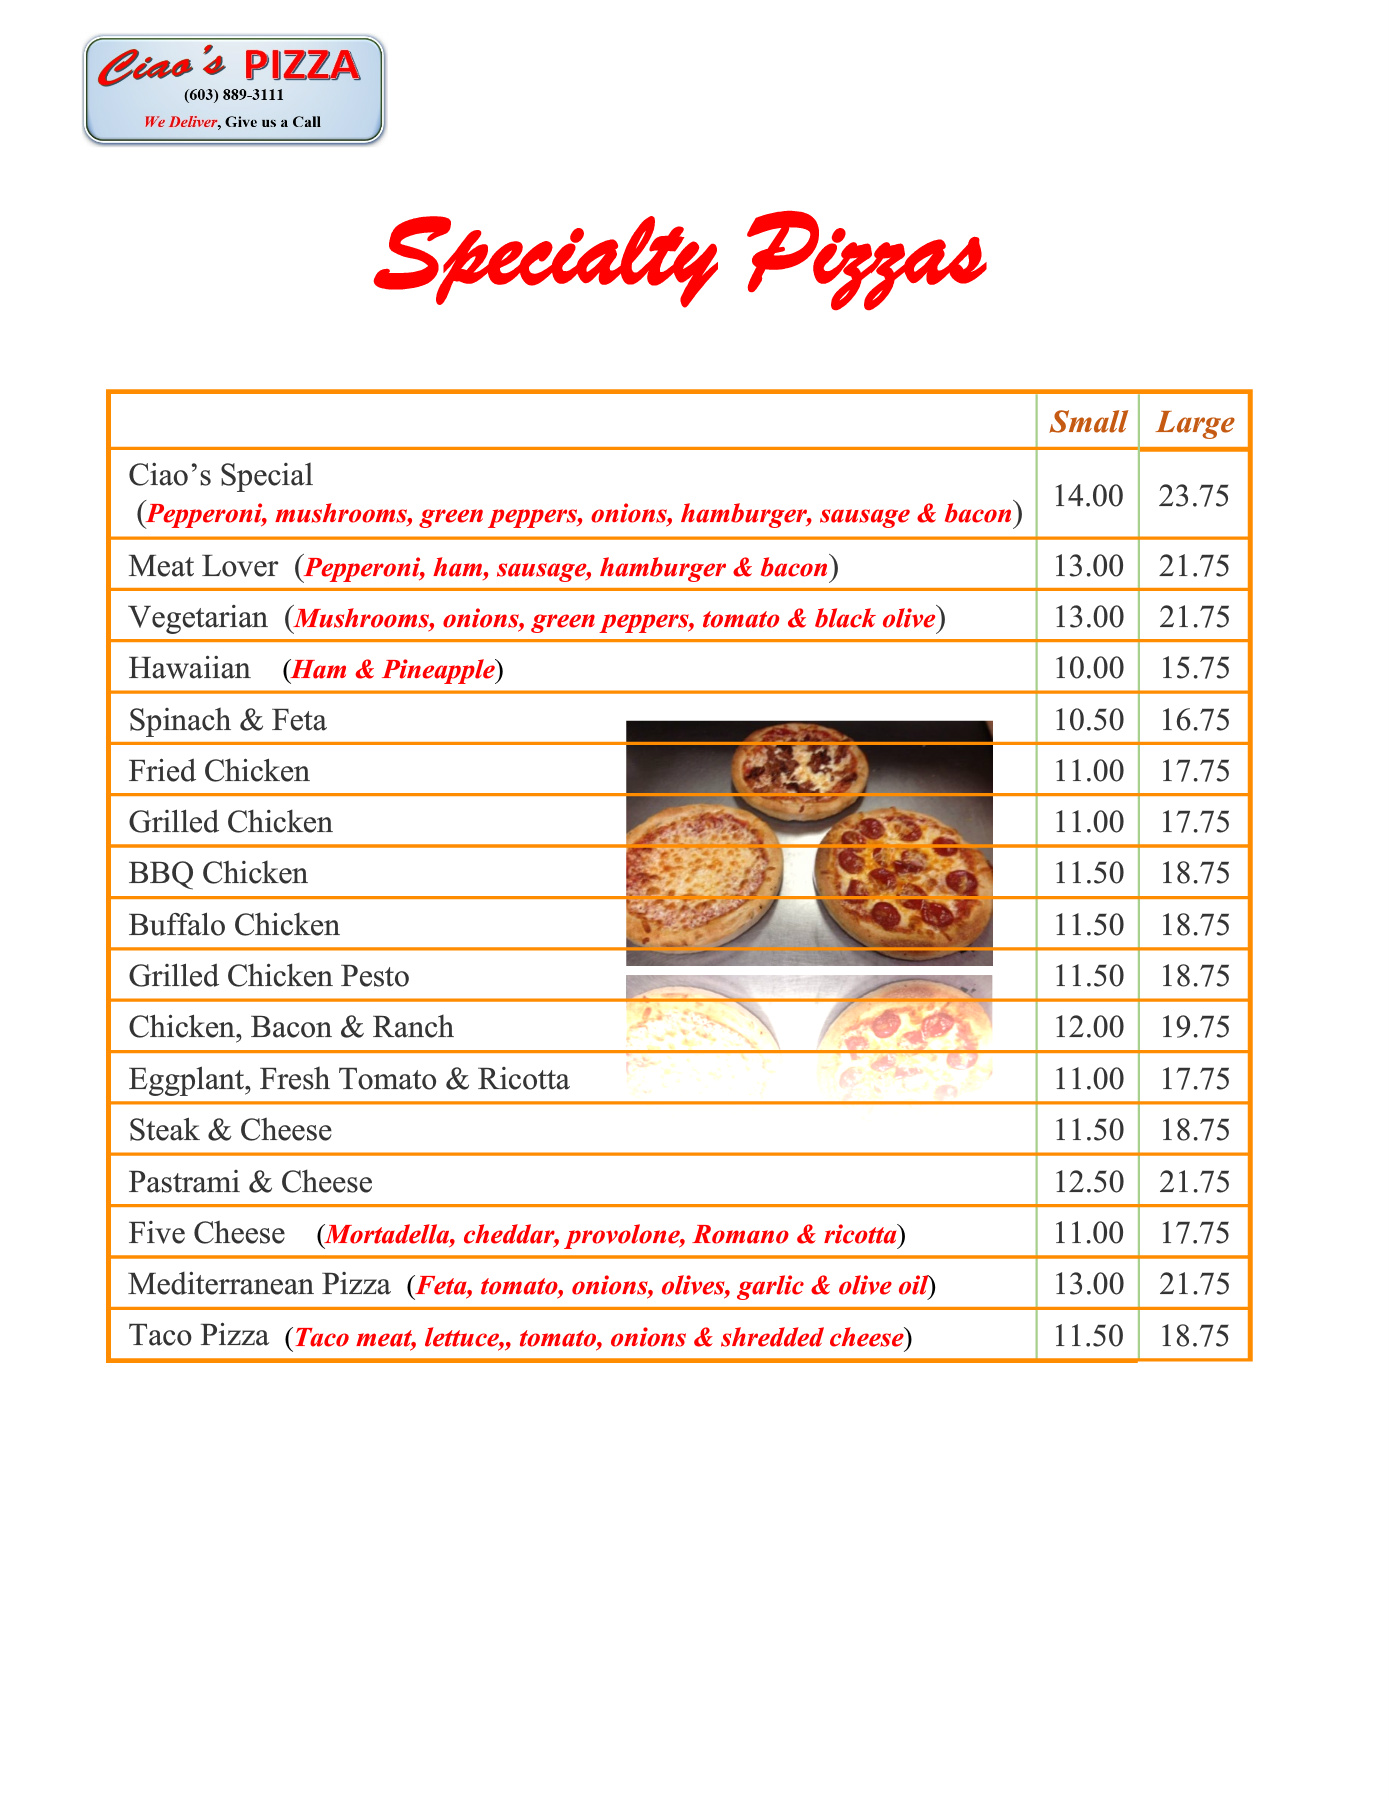 Ciao's PIZZA
(603) 889-3111
We Deliver, Give us a Call
Specialty Pizzas
Small Large
Ciao’s Special
(Pepperoni, mushrooms, green peppers, onions, hamburger, sausage & bacon) 14.00 23.75
Meat Lover (Pepperoni, ham, sausage, hamburger & bacon) 13.00 21.75
Vegetarian (Mushrooms, onions, green peppers, tomato & black olive) 13.00 21.75
Hawaiian (Ham & Pineapple) 10.00 15.75
Spinach & Feta 10.50 16.75
Fried Chicken 11.00 17.75
Grilled Chicken 11.00 17.75
BBQ Chicken 11.50 18.75
Buffalo Chicken 11.50 18.75
Grilled Chicken Pesto 11.50 18.75
Chicken, Bacon & Ranch 12.00 19.75
Eggplant, Fresh Tomato & Ricotta 11.00 17.75
Steak & Cheese 11.50 18.75
Pastrami & Cheese 12.50 21.75
Five Cheese (Mortadella, cheddar, provolone, Romano & ricotta) 11.00 17.75
Mediterranean Pizza (Feta, tomato, onions, olives, garlic & olive oil) 13.00 21.75
Taco Pizza (Taco meat, lettuce,, tomato, onions & shredded cheese) 11.50 18.75